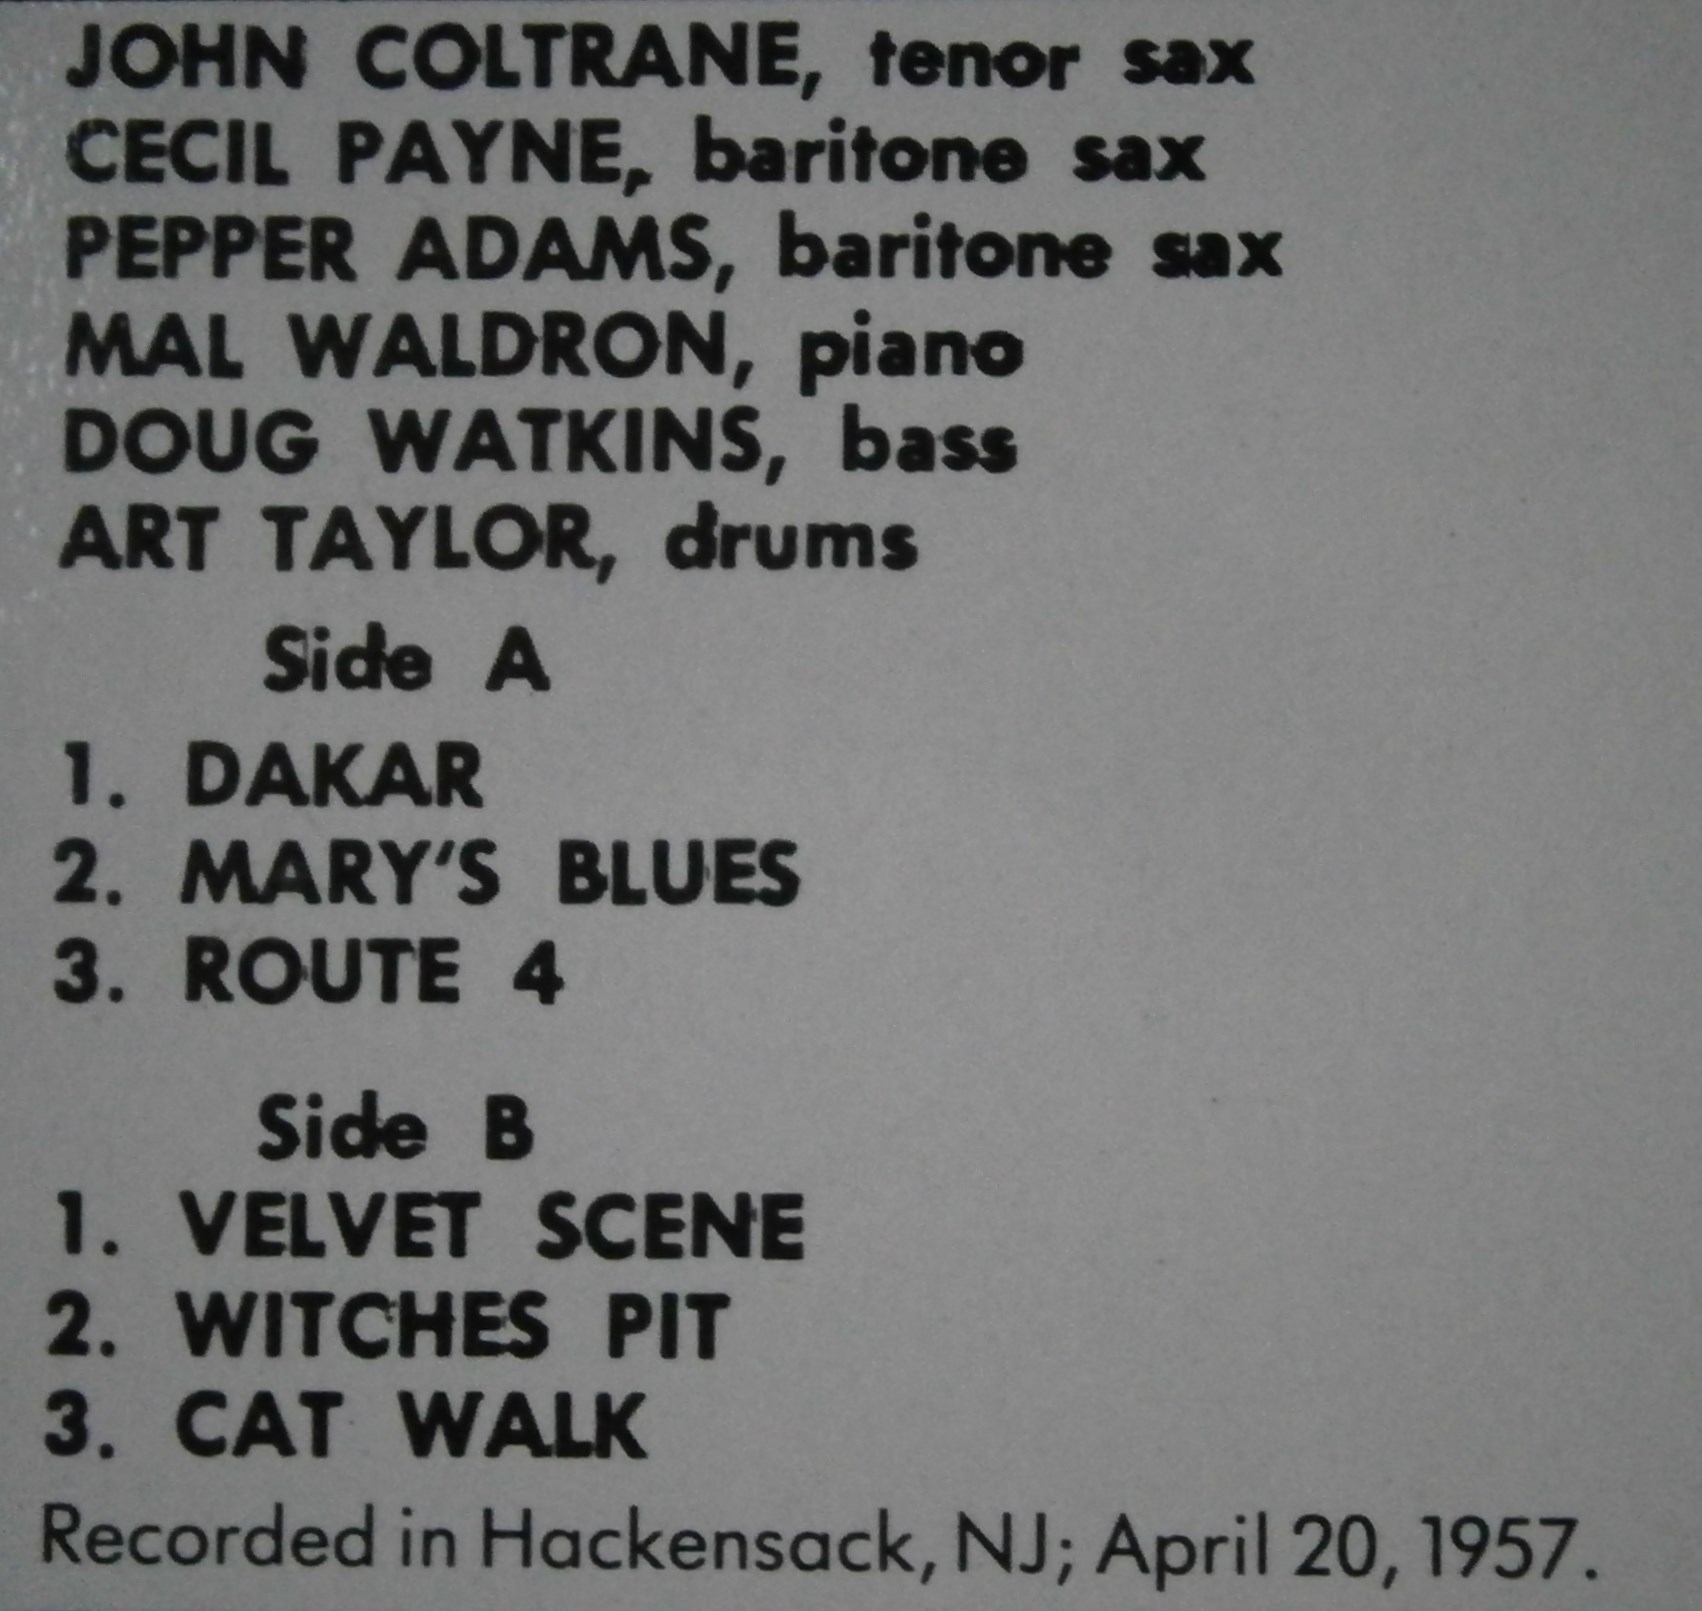 JOHN COLTRANE, tenor sax
CECIL PAYNE, baritone sax
PEPPER ADAMS, baritone sax
MAL WALDRON, piano
DOUG WATKINS, bass
ART TAYLOR, drums
Side A
1. DAKAR
2. MARY'S BLUES
3. ROUTE 4
Side B
1. VELVET SCENE
2. WITCHES PIT
3. CAT WALK
Recorded in Hackensack, NJ; April 20, 1957.